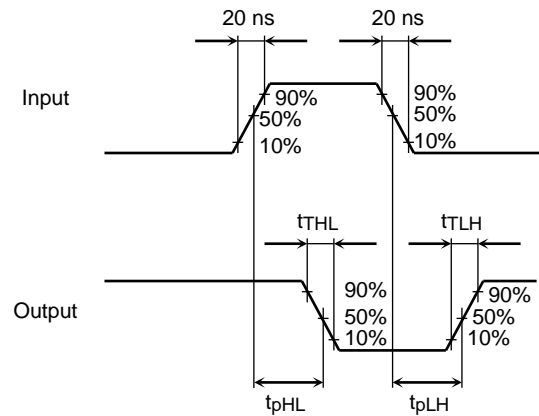 20 ns 20 ns
Input
90% 90%
50% 50%
10% 10%
tTHL tTLH
Output
90% 90%
50% 50%
10% 10%
tpHL tpLH